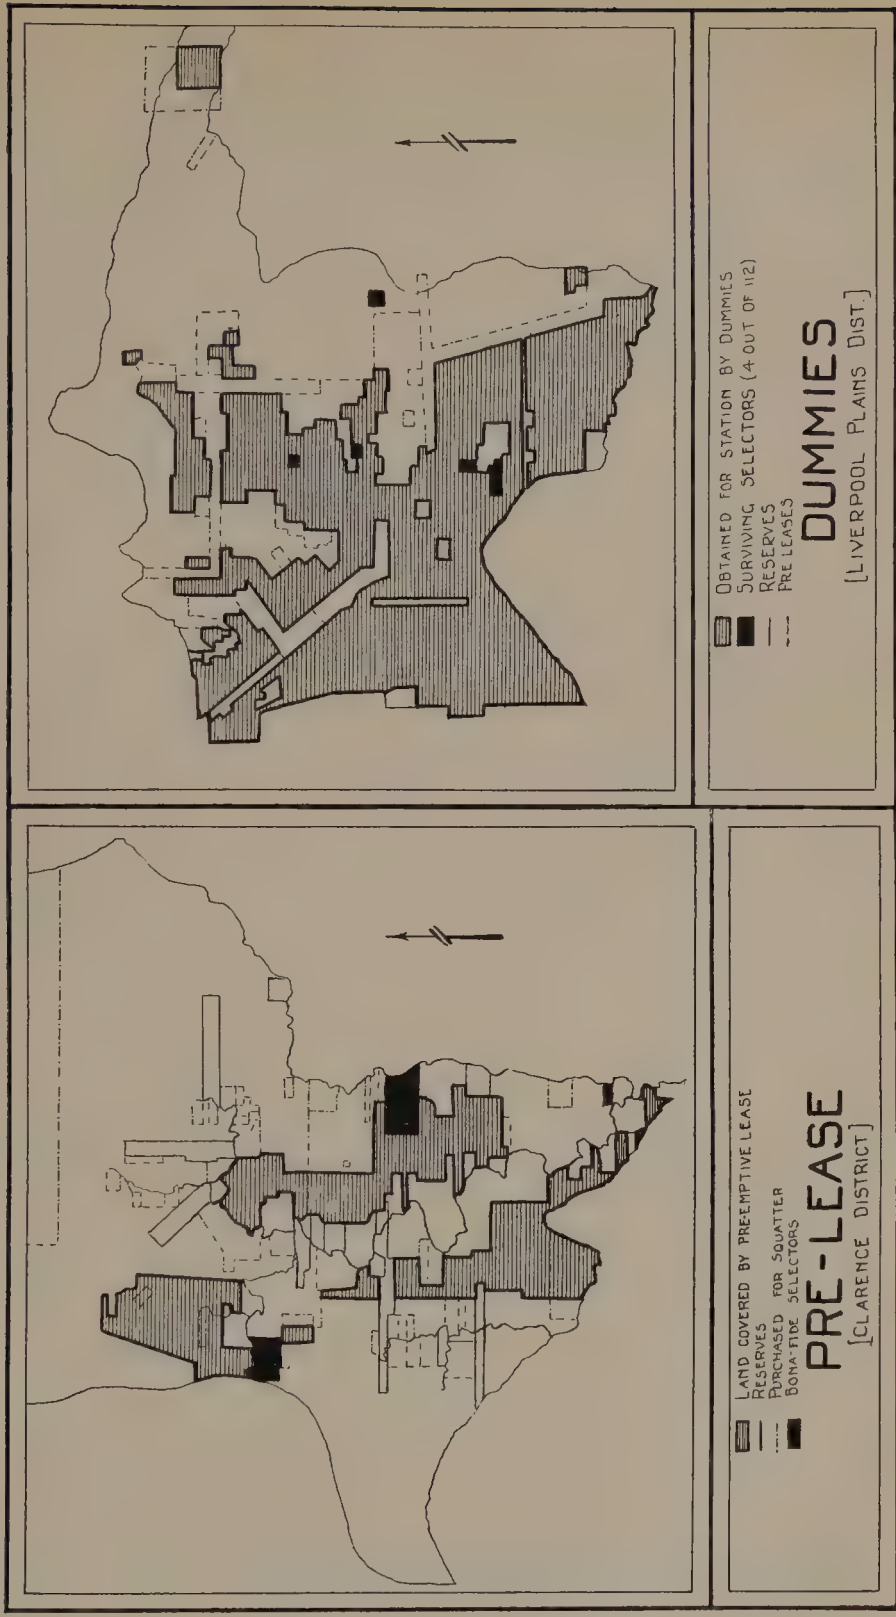 LAND COVERED BY PRE-EMPTIVE LEASE
RESERVES
PURCHASED FOR SQUATTER
BONA-FIDE SELECTORS
PRE-LEASE
[CLARENCE DISTRICT]
OBTAINED FOR STATION BY DUMMIES
SURVIVING SELECTORS (4 OUT OF 112)
RESERVES
PRE LEASES
DUMMIES
[LIVERPOOL PLAINS DIST.]